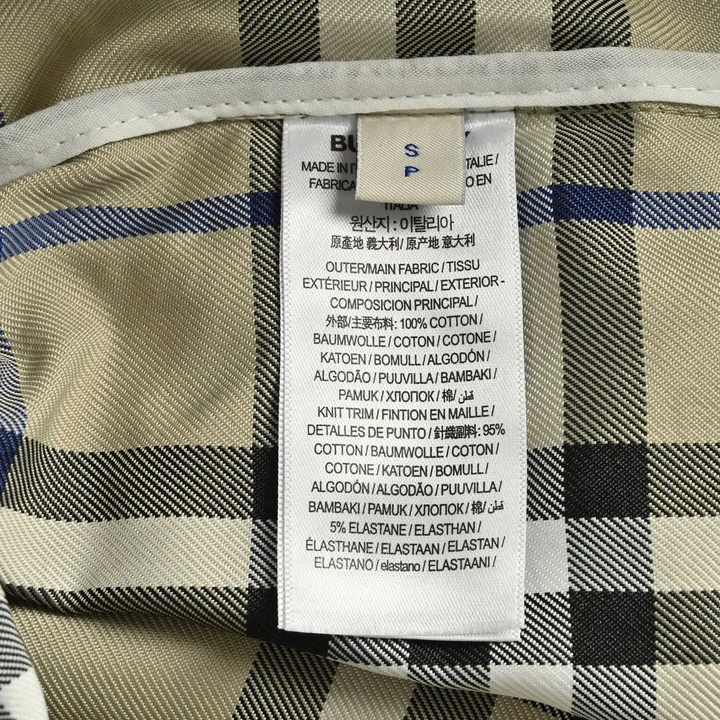 S
P
MADE IN
FABRICA
EN
ITALIA
원산지 : 이탈리아
原產地 義大利 / 原产地 意大利
OUTER/MAIN FABRIC / TISSU
EXTÉRIEUR / PRINCIPAL / EXTERIOR -
COMPOSICION PRINCIPAL /
外部/主要布料: 100% COTTON /
BAUMWOLLE / COTON / COTONE /
KATOEN / BOMULL / ALGODÓN /
ALGODÃO / PUUVILLA / BAMBAKI /
PAMUK / ХЛОПОК / 棉/ قطن /
KNIT TRIM / FINTION EN MAILLE /
DETALLES DE PUNTO / 針織副料: 95%
COTTON / BAUMWOLLE / COTON /
COTONE / KATOEN / BOMULL /
ALGODÓN / ALGODÃO / PUUVILLA /
BAMBAKI / PAMUK / ХЛОПОК / 棉/ قطن /
5% ELASTANE / ELASTHAN /
ÉLASTHANE / ELASTAAN / ELASTAN /
ELASTANO / elastano / ELASTAANI /